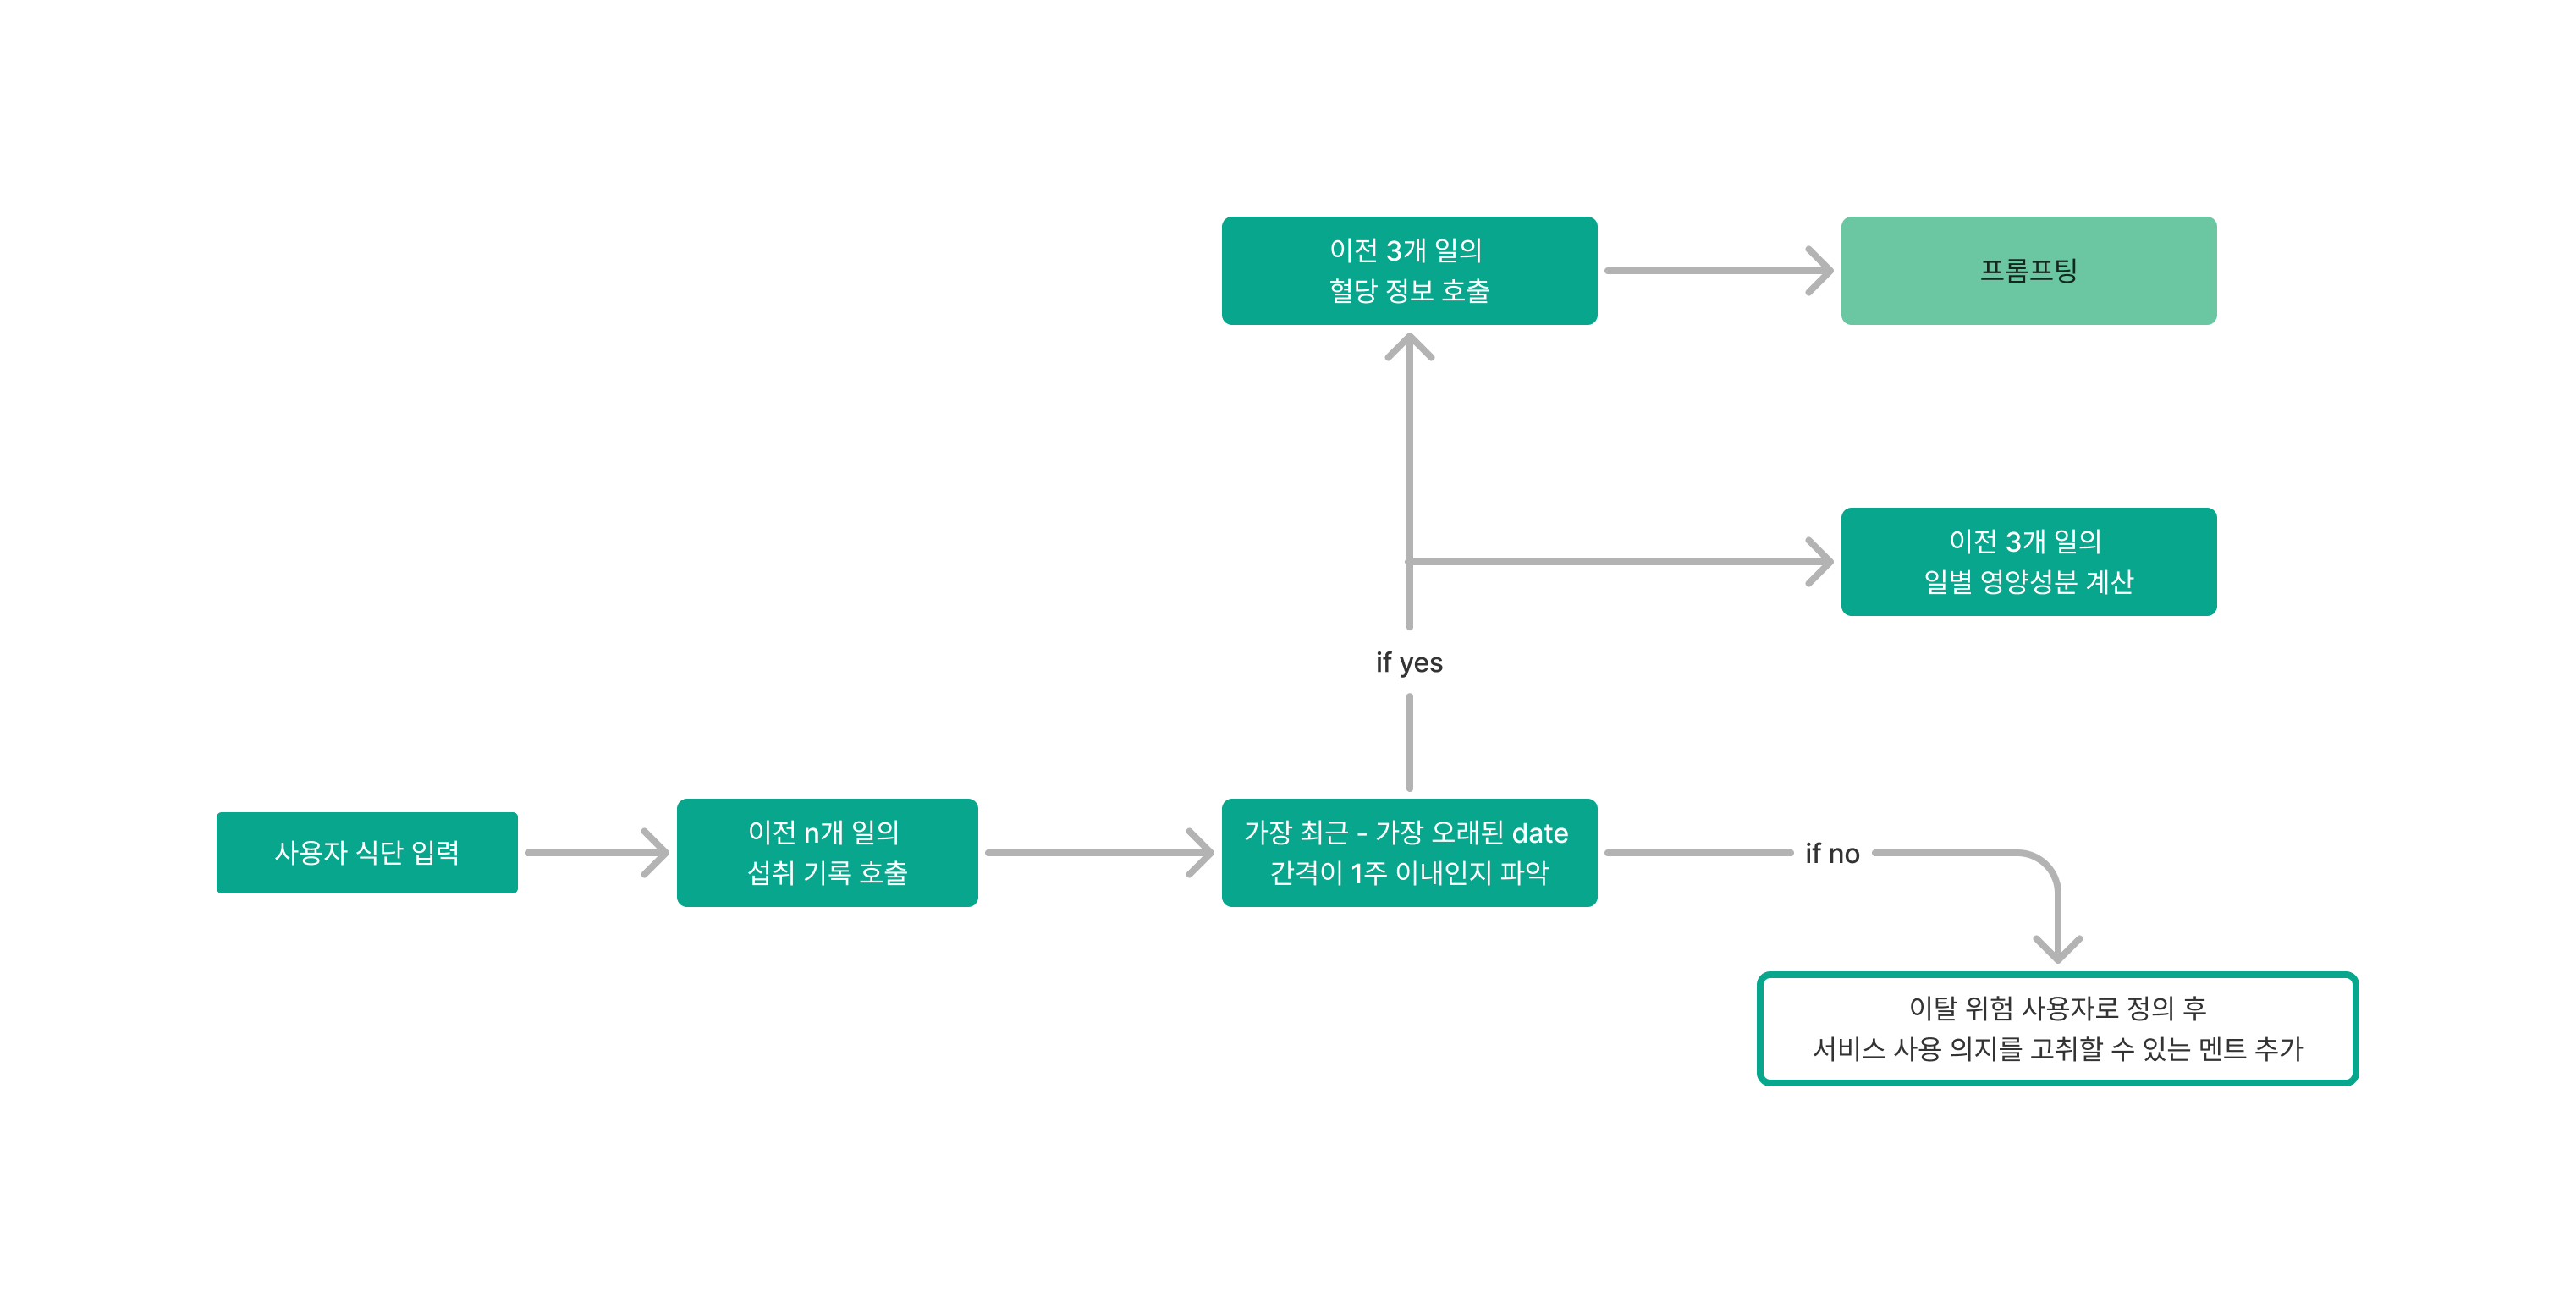 이전 3개 일의
혈당 정보 호출
프롬프팅
이전 3개 일의
일별 영양성분 계산
if yes
사용자 식단 입력
이전 n개 일의
섭취 기록 호출
가장 최근 - 가장 오래된 date
간격이 1주 이내인지 파악
if no
이탈 위험 사용자로 정의 후
서비스 사용 의지를 고취할 수 있는 멘트 추가